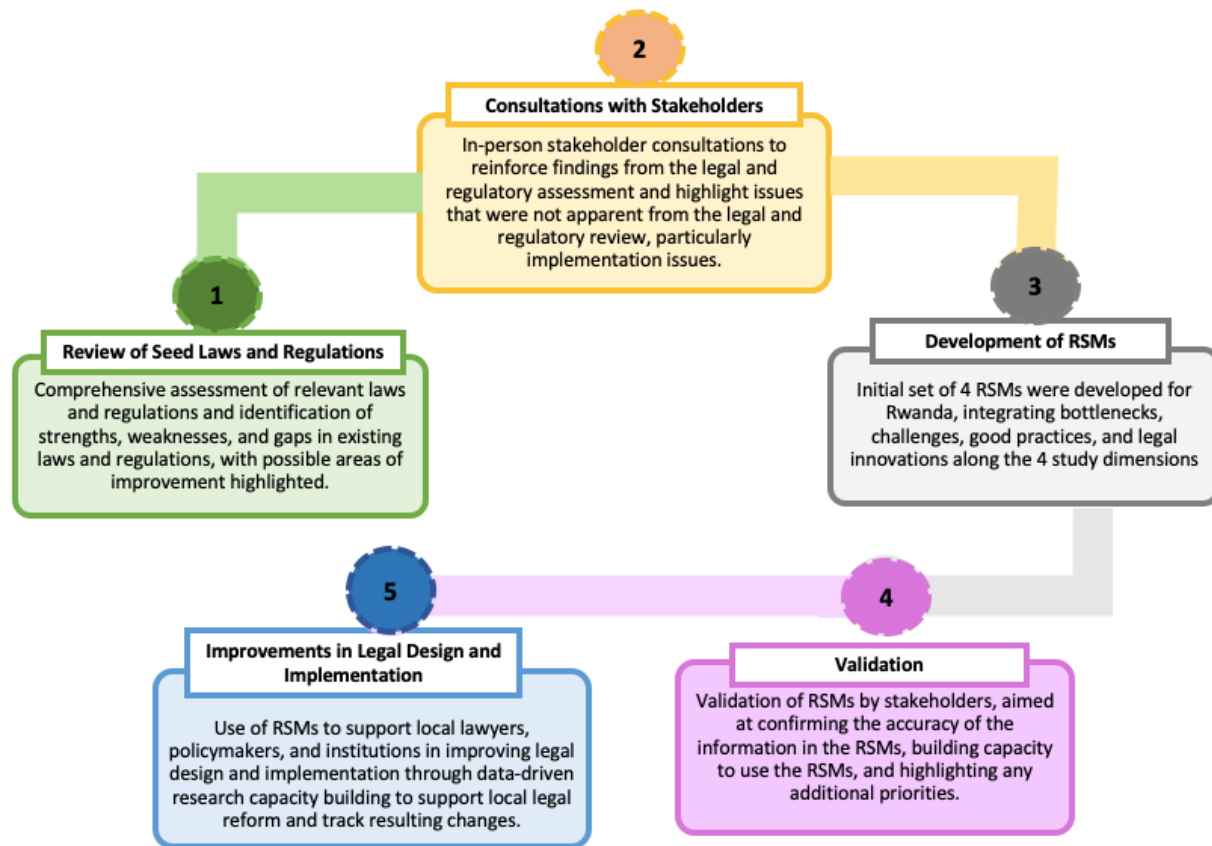 1
Review of Seed Laws and Regulations
Comprehensive assessment of relevant laws
and regulations and identification of
strengths, weaknesses, and gaps in existing
laws and regulations, with possible areas of
improvement highlighted.
2
Consultations with Stakeholders
In-person stakeholder consultations to
reinforce findings from the legal and
regulatory assessment and highlight issues
that were not apparent from the legal and
regulatory review, particularly
implementation issues.
3
Development of RSMs
Initial set of 4 RSMs were developed for
Rwanda, integrating bottlenecks,
challenges, good practices, and legal
innovations along the 4 study dimensions
4
Validation
Validation of RSMs by stakeholders, aimed
at confirming the accuracy of the
information in the RSMs, building capacity
to use the RSMs, and highlighting any
additional priorities.
5
Improvements in Legal Design and
Implementation
Use of RSMs to support local lawyers,
policymakers, and institutions in improving legal
design and implementation through data-driven
research capacity building to support local legal
reform and track resulting changes.